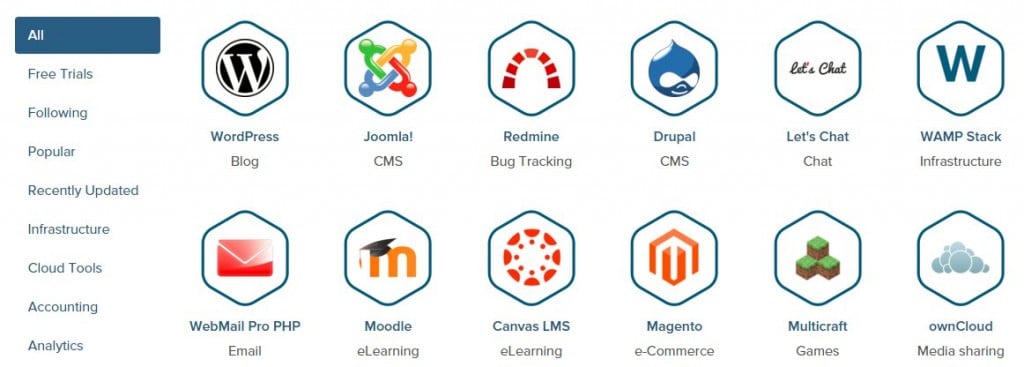 All
Free Trials
Following
Popular
Recently Updated
Infrastructure
Cloud Tools
Accounting
Analytics
W
Let's Chat
W
WordPress
Joomla!
Redmine
Drupal
Let's Chat
WAMP Stack
Blog
CMS
Bug Tracking
CMS
Chat
Infrastructure
m
WebMail Pro PHP
Moodle
Canvas LMS
Magento
Multicraft
ownCloud
Email
eLearning
eLearning
e-Commerce
Games
Media sharing